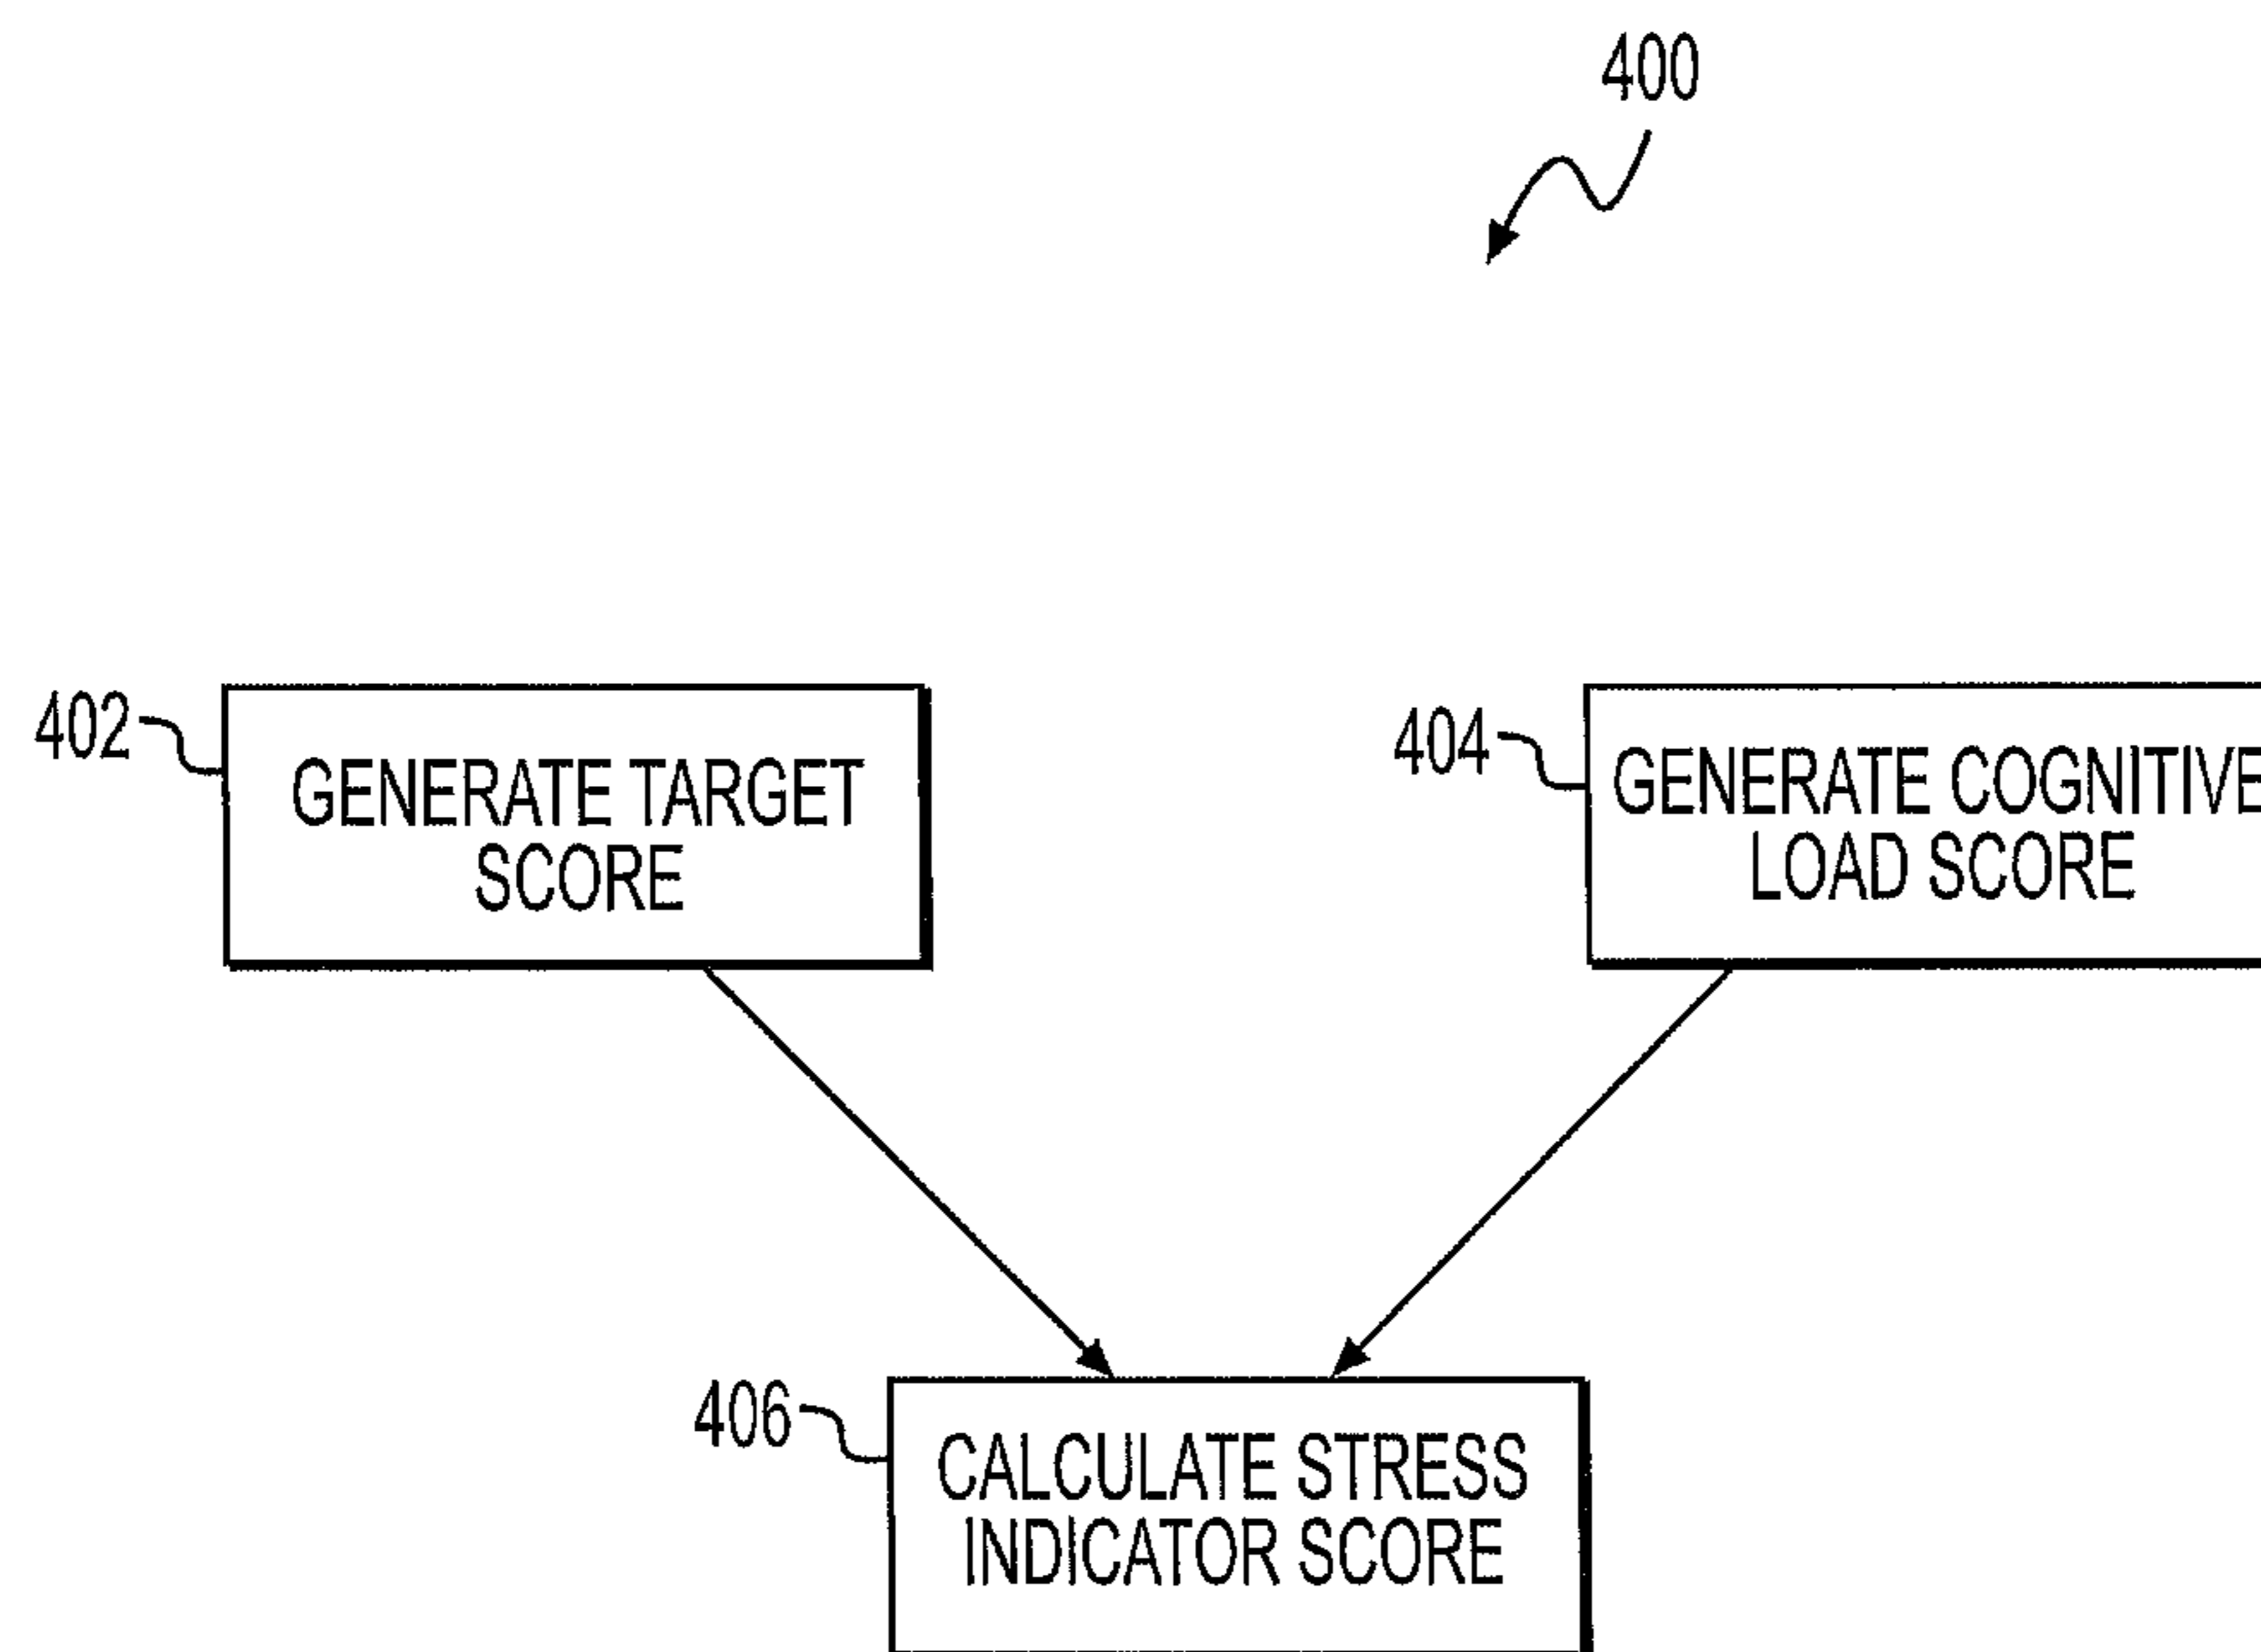 400
402
GENERATE TARGET
SCORE
404
GENERATE COGNITIVE
LOAD SCORE
406
CALCULATE STRESS
INDICATOR SCORE